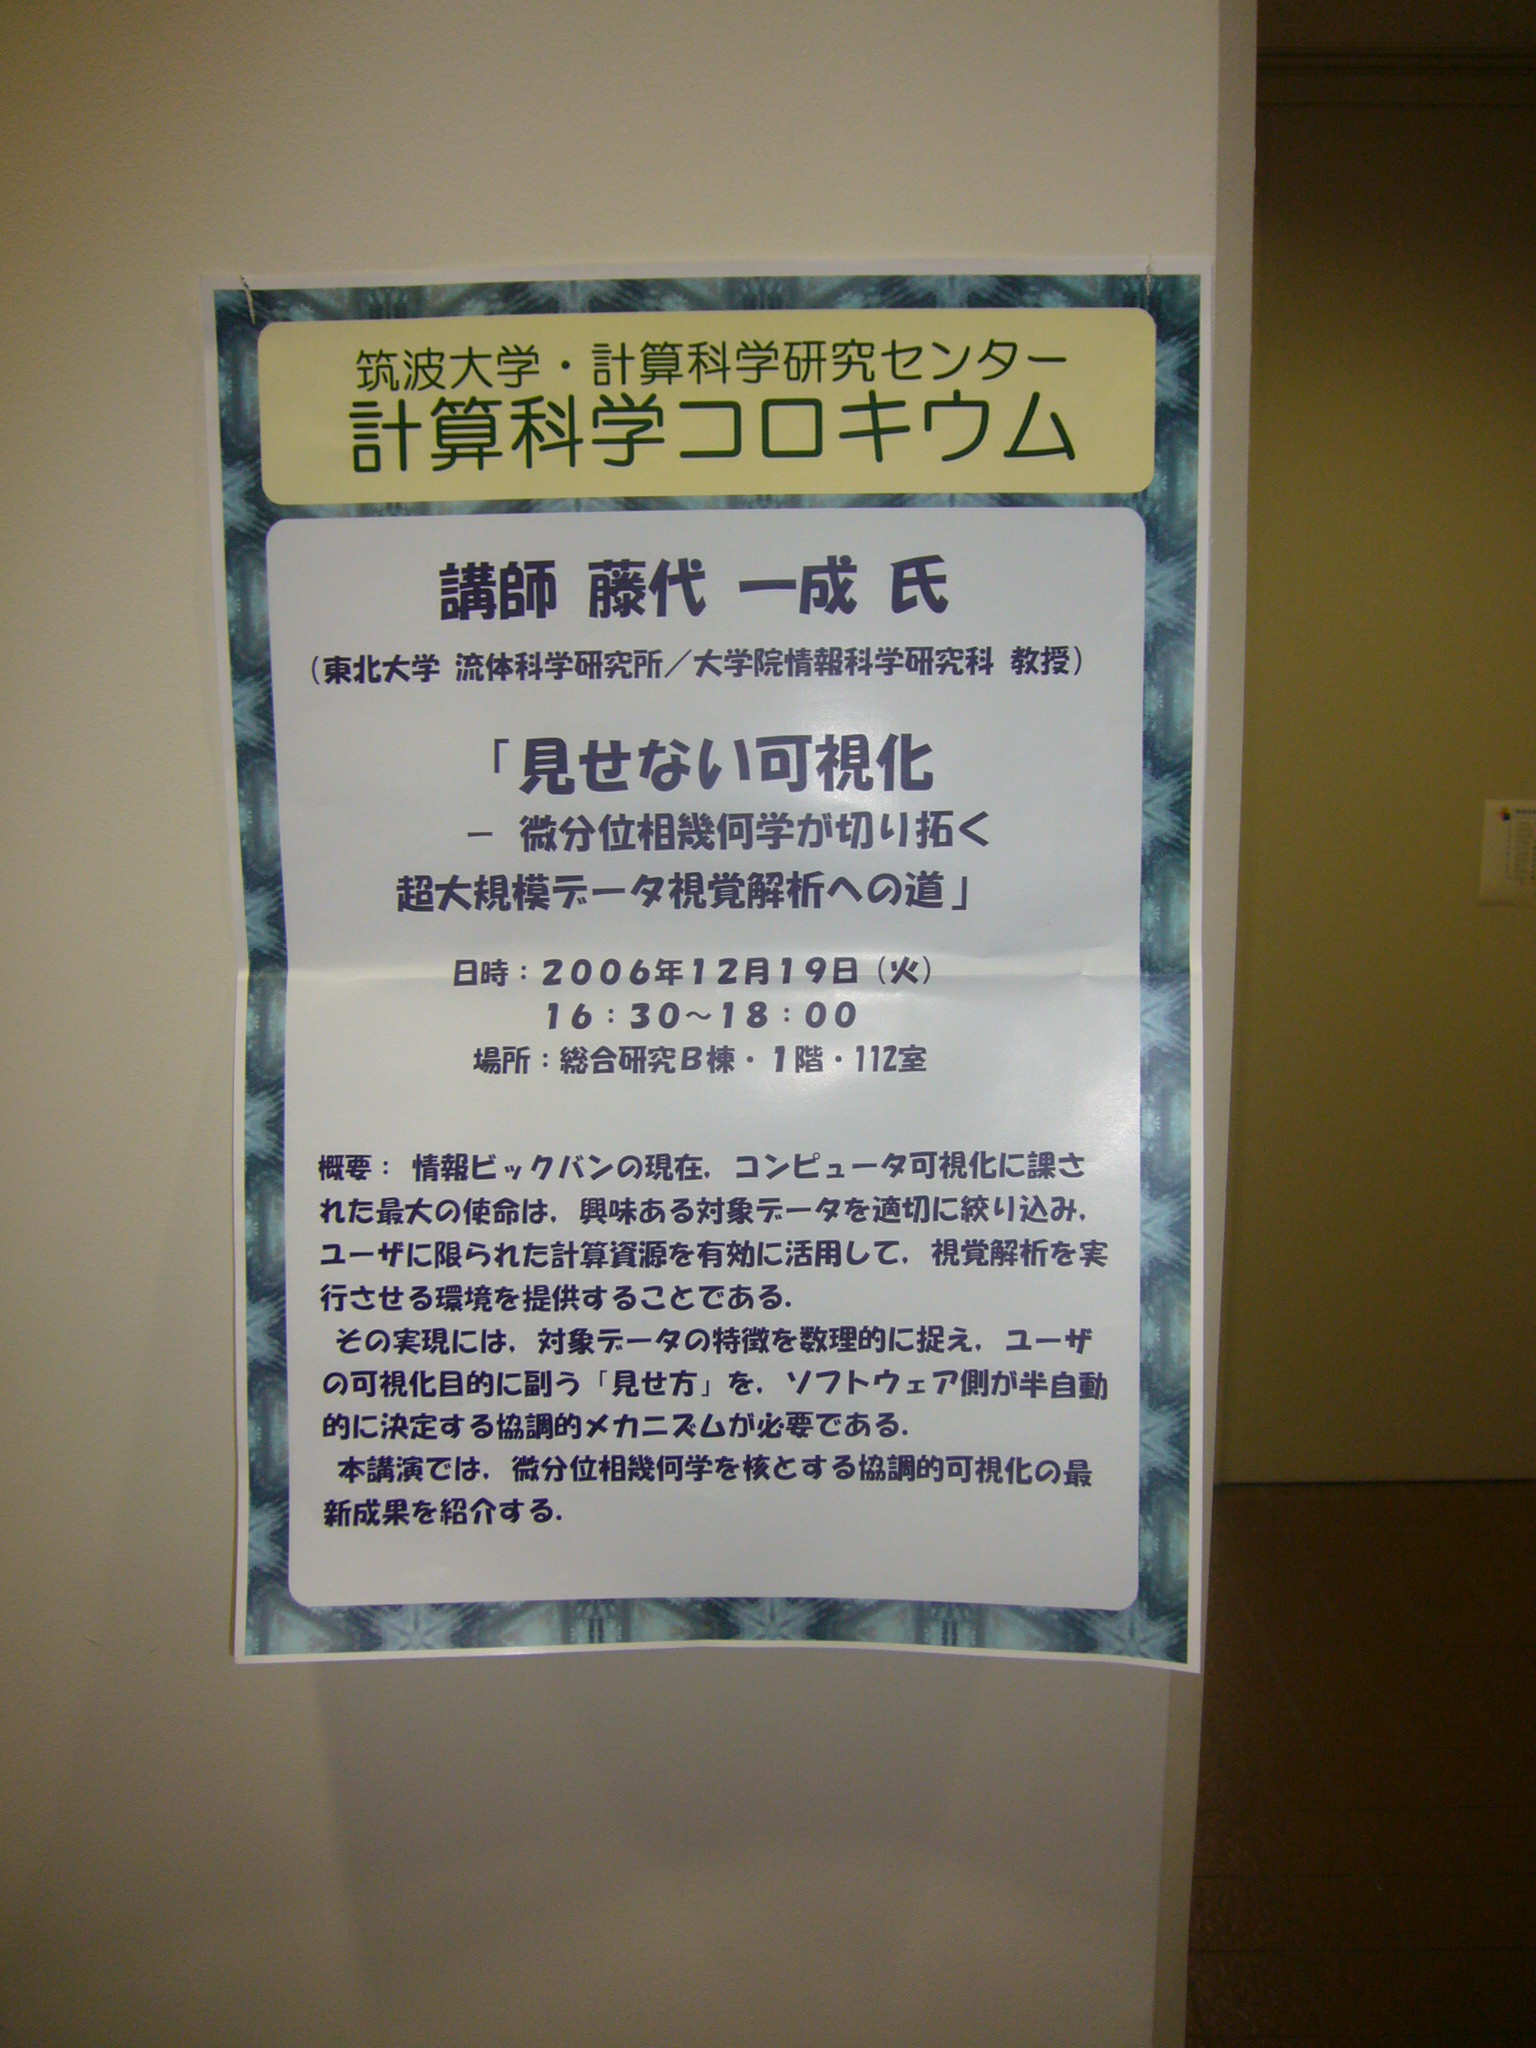 筑波大学・計算科学研究センター
計算科学コロキウム
講師 藤代 一成 氏
（東北大学 流体科学研究所／大学院情報科学研究科 教授）
「見せない可視化
− 微分位相幾何学が切り拓く
超大規模データ視覚解析への道」
日時：２００６年１２月１９日（火）
１６：３０〜１８：００
場所：総合研究Ｂ棟・１階・112室
概要： 情報ビックバンの現在，コンピュータ可視化に課さ
れた最大の使命は，興味ある対象データを適切に絞り込み，
ユーザに限られた計算資源を有効に活用して，視覚解析を実
行させる環境を提供することである．
その実現には，対象データの特徴を数理的に捉え，ユーザ
の可視化目的に副う「見せ方」を，ソフトウェア側が半自動
的に決定する協調的メカニズムが必要である．
本講演では，微分位相幾何学を核とする協調的可視化の最
新成果を紹介する．